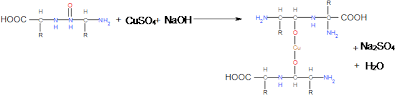 O
HOOC NH₂ + CuSO₄+ NaOH
R H H R
H R
H₂N N COOH
R H NH₂
O
Cu
O
+ Na₂SO₄
+ H₂O
HOOC N NH₂
R H R